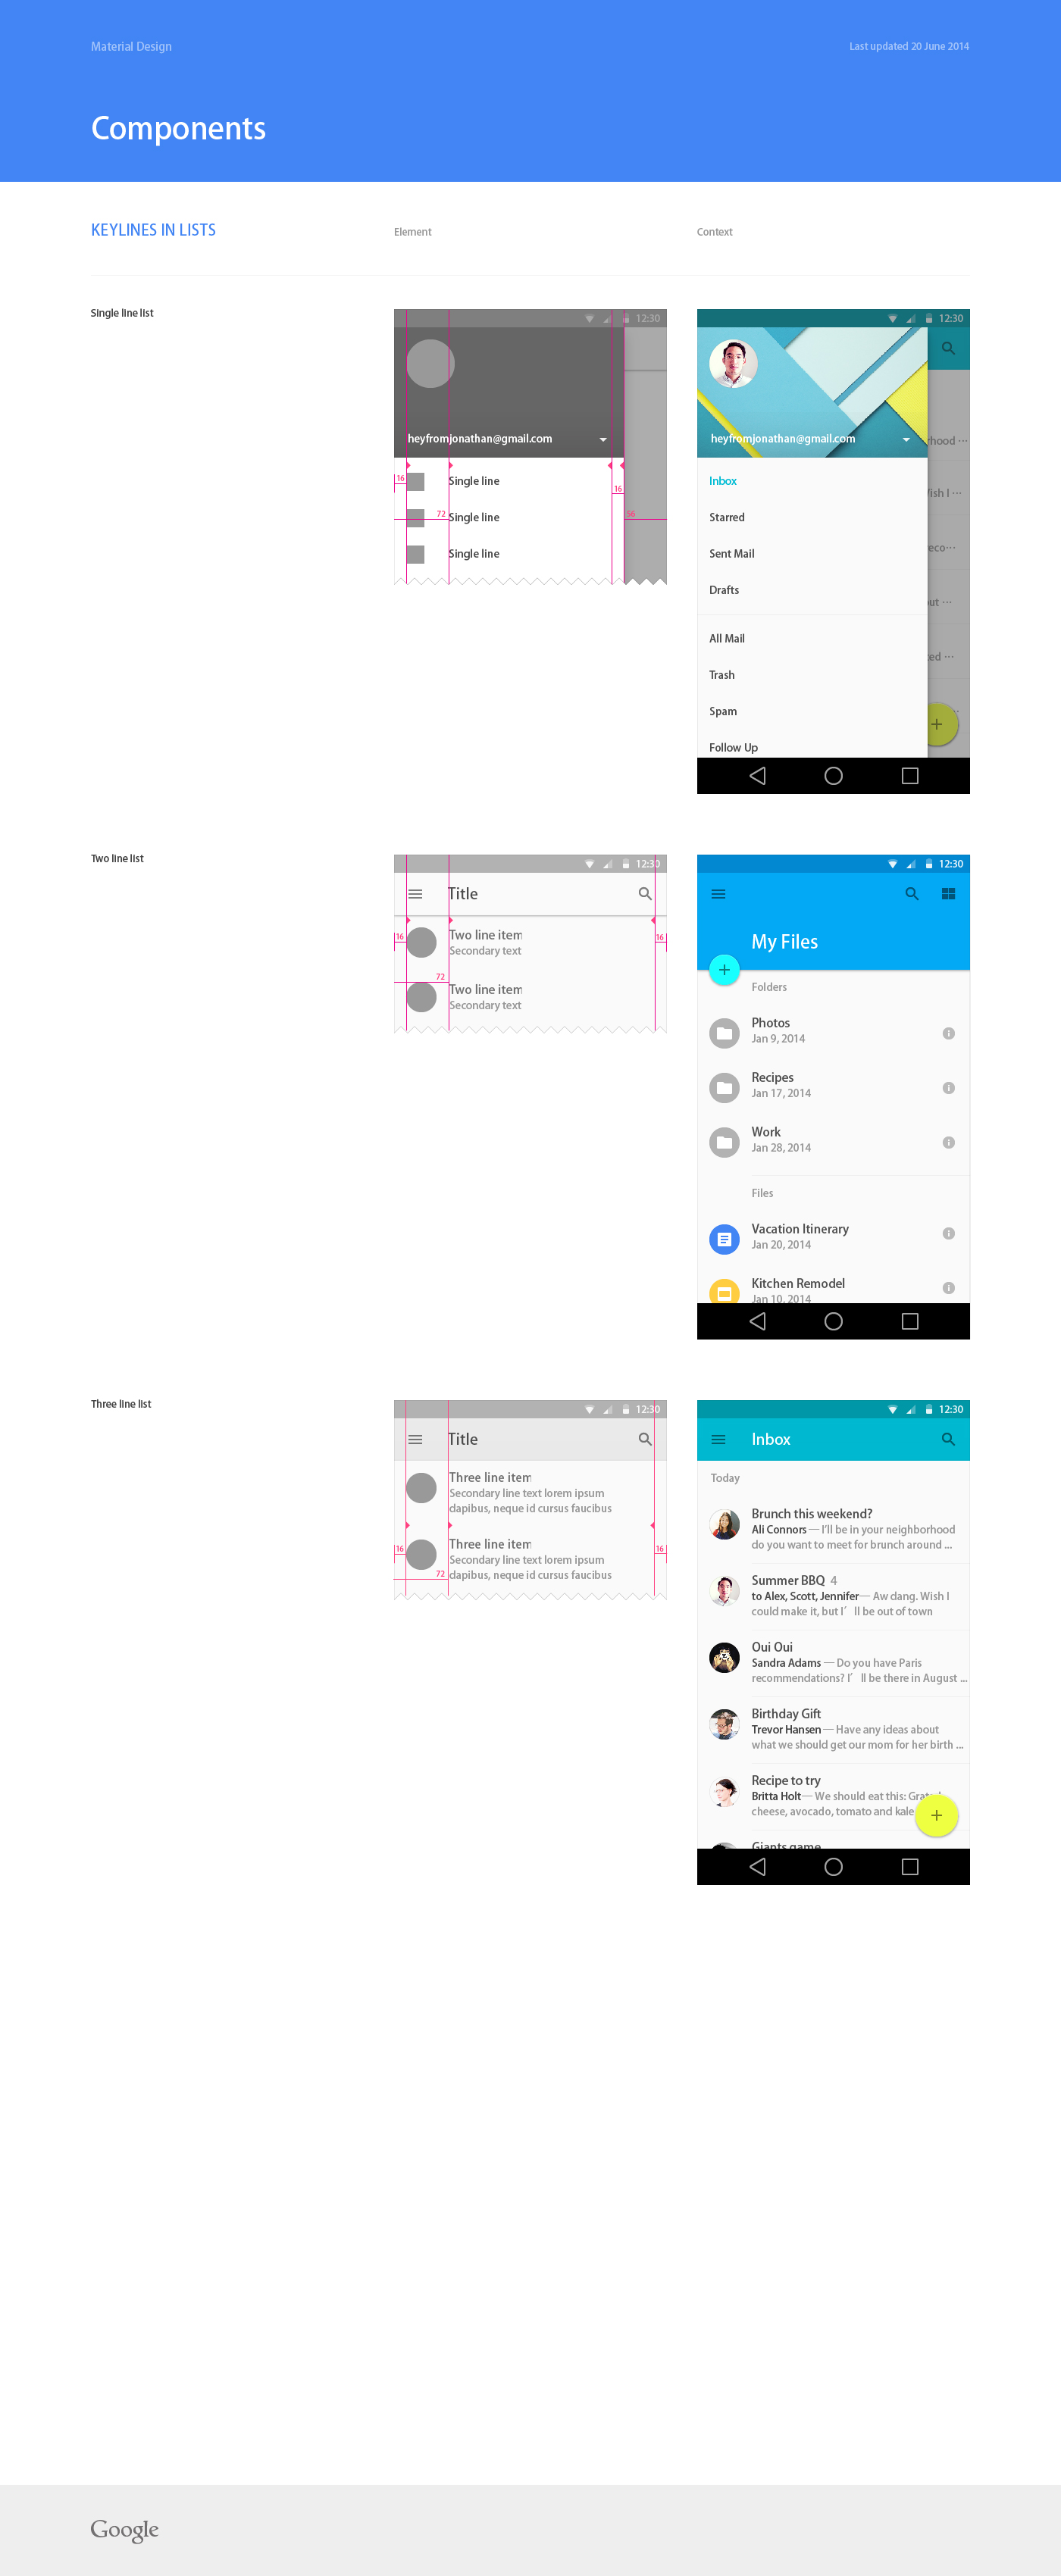 Material Design
Last updated 20 June 2014
Components
KEYLINES IN LISTS
Element
Context
Single line list
12:30
heyfromjonathan@gmail.com
16
Single line
16
72
Single line
56
Single line
12:30
heyfromjonathan@gmail.com
rhood ...
Inbox
Wish I ...
Starred
Sent Mail
reco...
Drafts
out ...
All Mail
ced ...
Trash
Spam
Follow Up
Two line list
12:30
Title
16
Two line item
16
Secondary text
72
Two line item
Secondary text
12:30
My Files
Folders
Photos
Jan 9, 2014
Recipes
Jan 17, 2014
Work
Jan 28, 2014
Files
Vacation Itinerary
Jan 20, 2014
Kitchen Remodel
Jan 10, 2014
Three line list
12:30
Title
Three line item
Secondary line text lorem ipsum
dapibus, neque id cursus faucibus
Three line item
16
16
Secondary line text lorem ipsum
72
dapibus, neque id cursus faucibus
12:30
Inbox
Today
Brunch this weekend?
Ali Connors — I'll be in your neighborhood
do you want to meet for brunch around ...
Summer BBQ 4
to Alex, Scott, Jennifer — Aw dang. Wish I
could make it, but I’ll be out of town
Oui Oui
Sandra Adams — Do you have Paris
recommendations? I’ll be there in August ...
Birthday Gift
Trevor Hansen — Have any ideas about
what we should get our mom for her birth ...
Recipe to try
Britta Holt — We should eat this:
cheese, avocado, tomato and kale
Giants game
Google